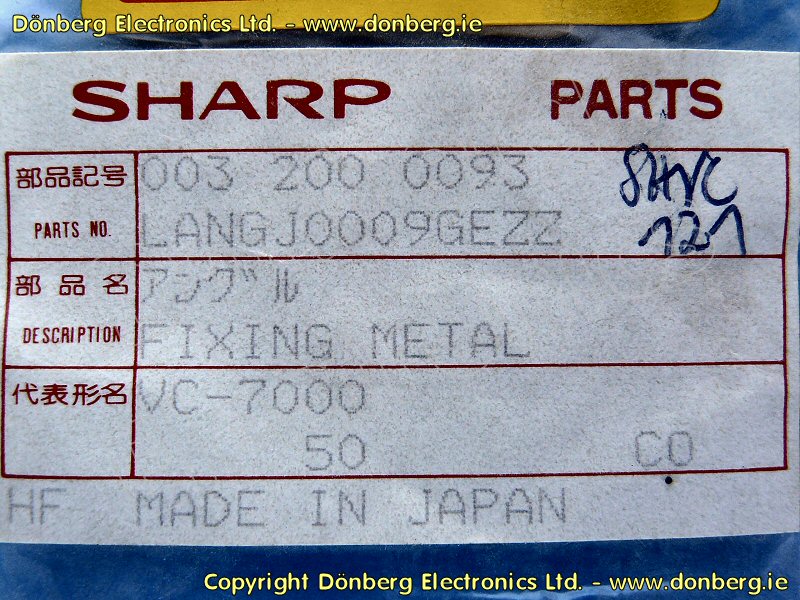 Dönberg Electronics Ltd. - www.donberg.ie
SHARP PARTS
部品記号 003 200 0093
PARTS NO. LANGJ0009GEZZ
SHVC
121
部品名 アングル
DESCRIPTION FIXING METAL
代表形名 VC-7000
50 CO
HF MADE IN JAPAN
Copyright Dönberg Electronics Ltd. - www.donberg.ie